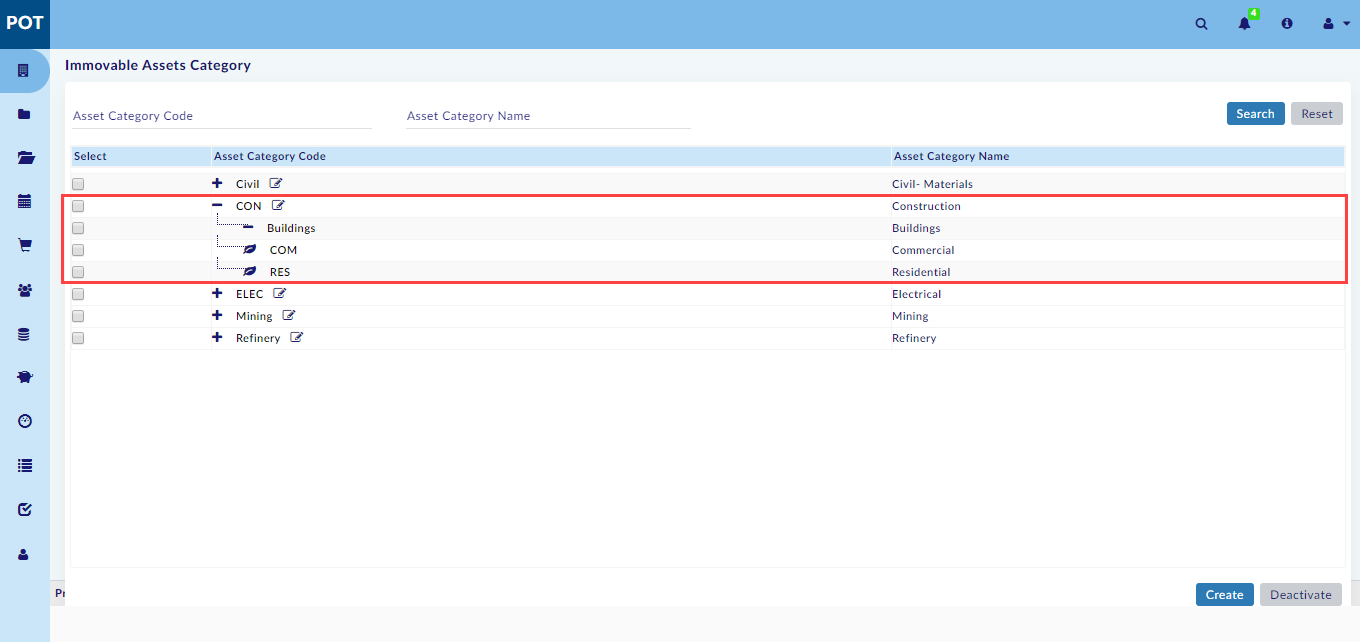 POT
4
Immovable Assets Category
Asset Category Code Asset Category Name Search Reset
Select Asset Category Code Asset Category Name
Civil Civil- Materials
CON Construction
Buildings Buildings
COM Commercial
RES Residential
ELEC Electrical
Mining Mining
Refinery Refinery
Pr
Create Deactivate